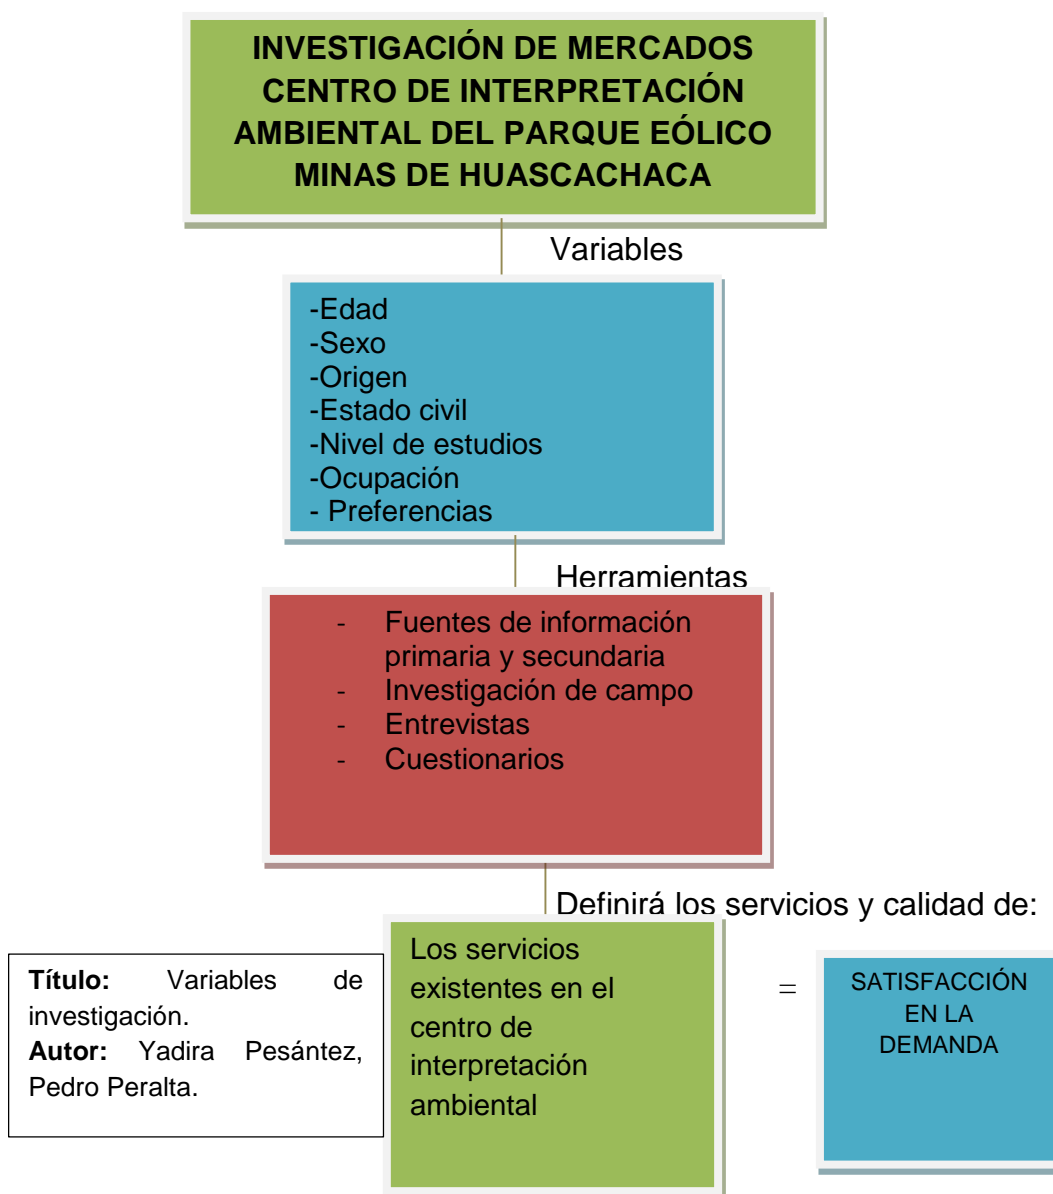 INVESTIGACIÓN DE MERCADOS
CENTRO DE INTERPRETACIÓN
AMBIENTAL DEL PARQUE EÓLICO
MINAS DE HUASCACHACA
Variables
-Edad
-Sexo
-Origen
-Estado civil
-Nivel de estudios
-Ocupación
- Preferencias
Herramientas
- Fuentes de información
primaria y secundaria
- Investigación de campo
- Entrevistas
- Cuestionarios
Definirá los servicios y calidad de:
Título: Variables de
investigación.
Autor: Yadira Pesántez,
Pedro Peralta.
Los servicios
existentes en el
centro de
interpretación
ambiental
=
SATISFACCIÓN
EN LA
DEMANDA